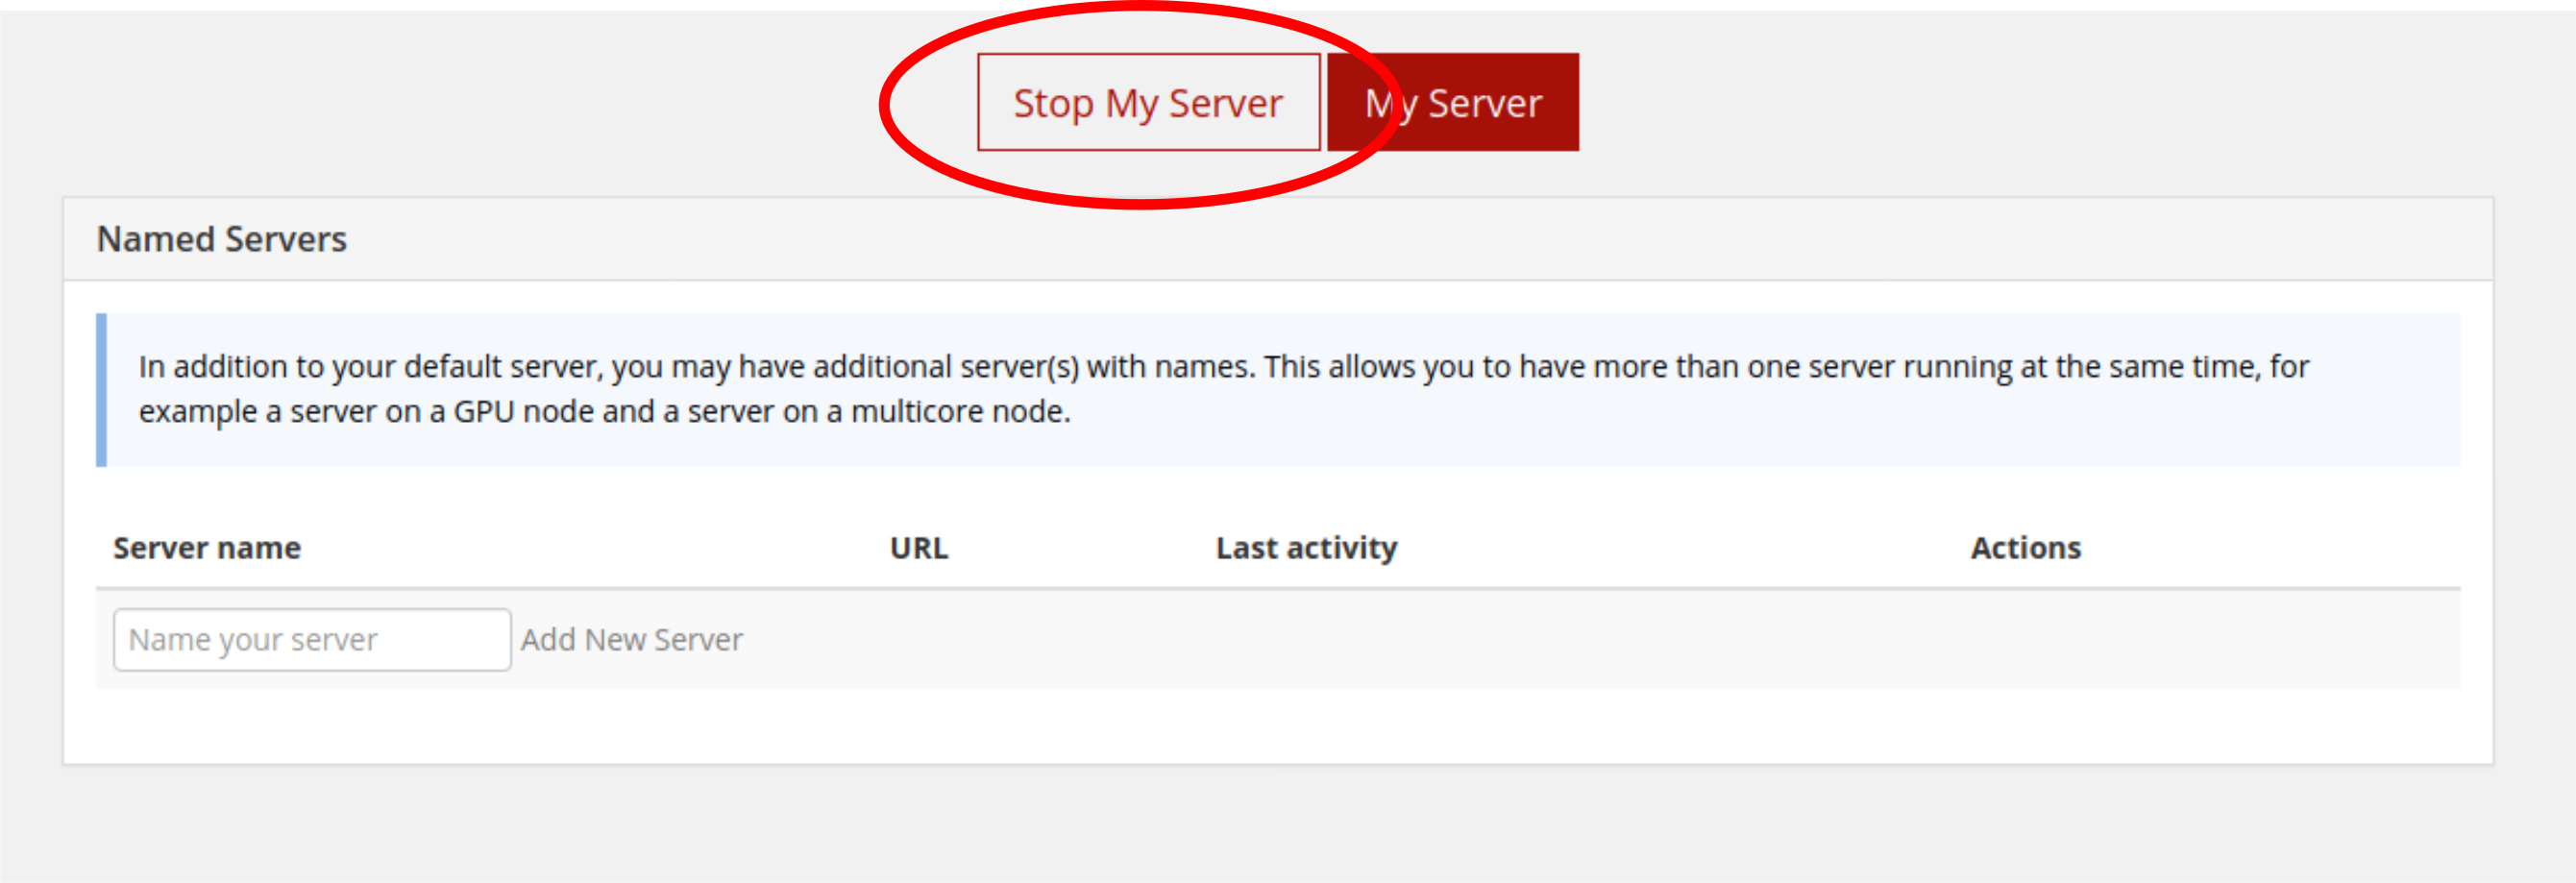 Stop My Server My Server
Named Servers
In addition to your default server, you may have additional server(s) with names. This allows you to have more than one server running at the same time, for
example a server on a GPU node and a server on a multicore node.
Server name URL Last activity Actions
Name your server Add New Server